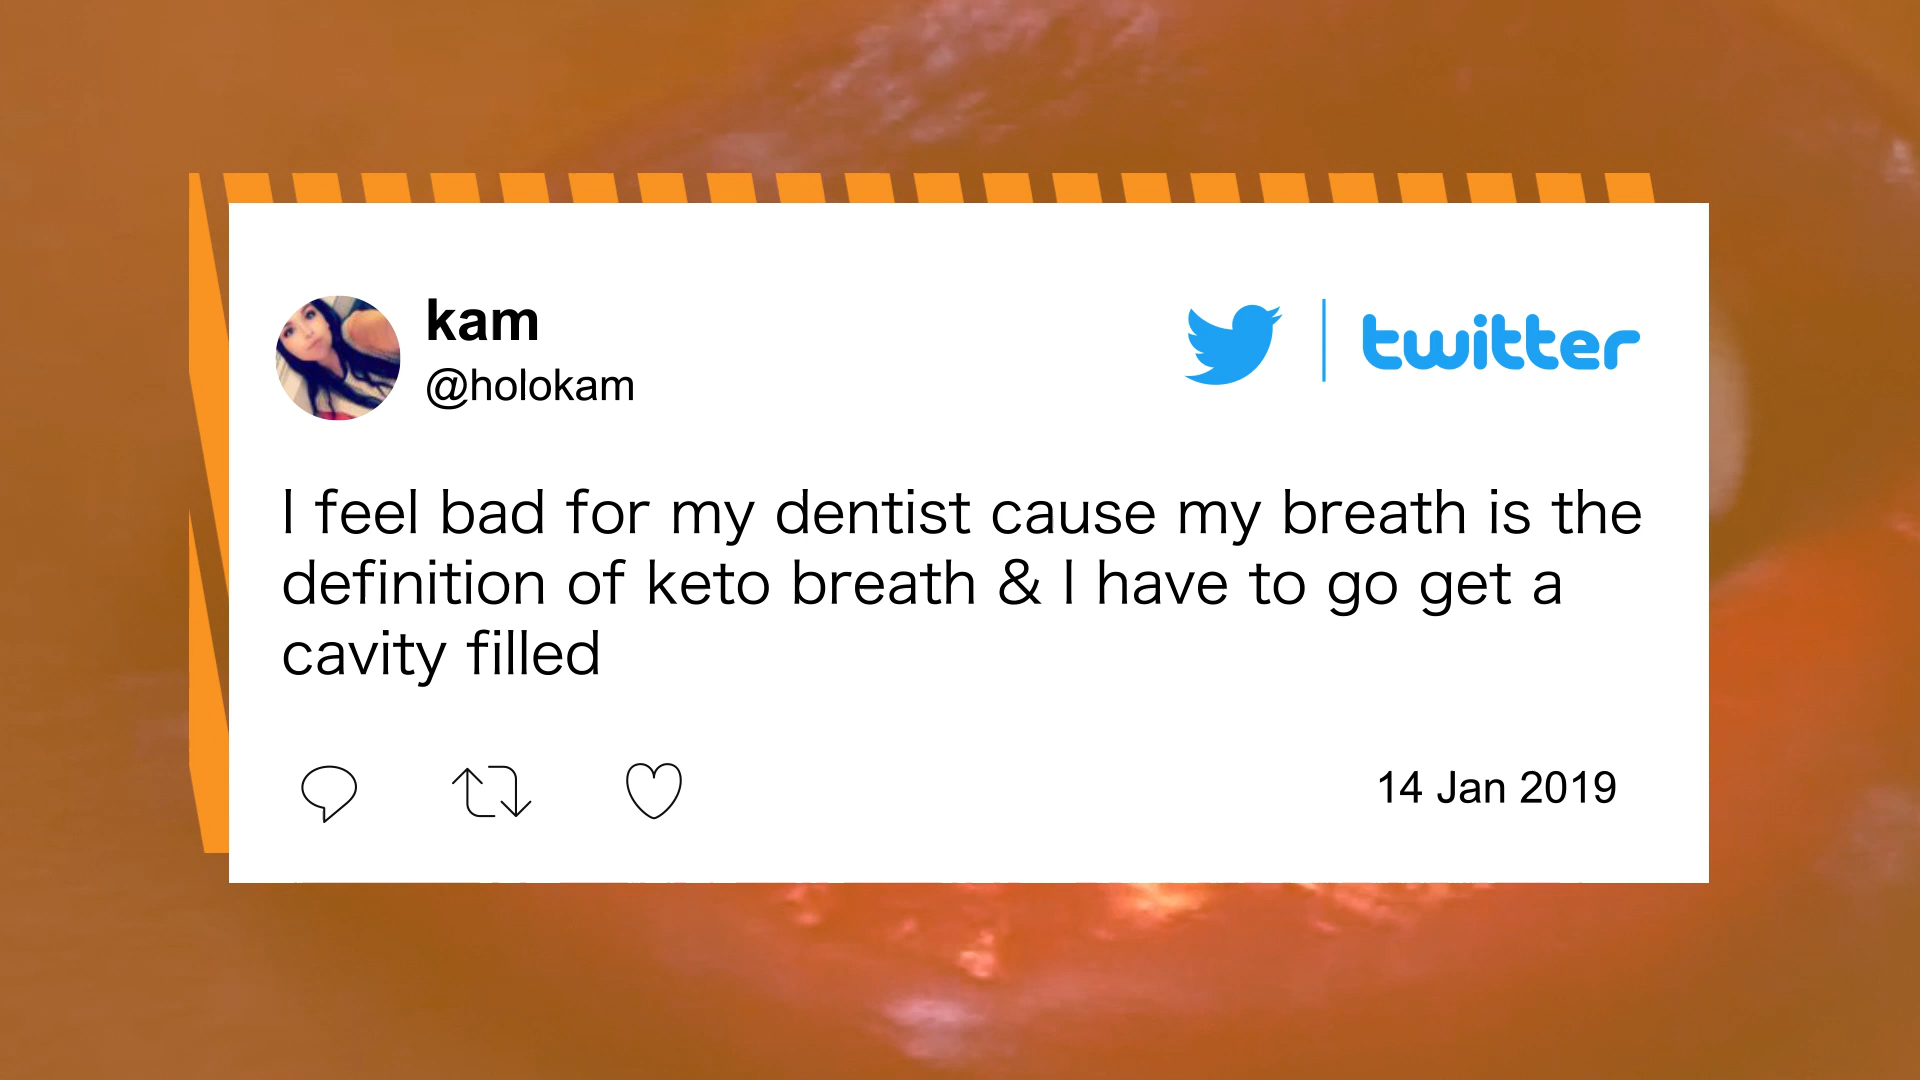 kam
@holokam
twitter
I feel bad for my dentist cause my breath is the
definition of keto breath & I have to go get a
cavity filled
14 Jan 2019